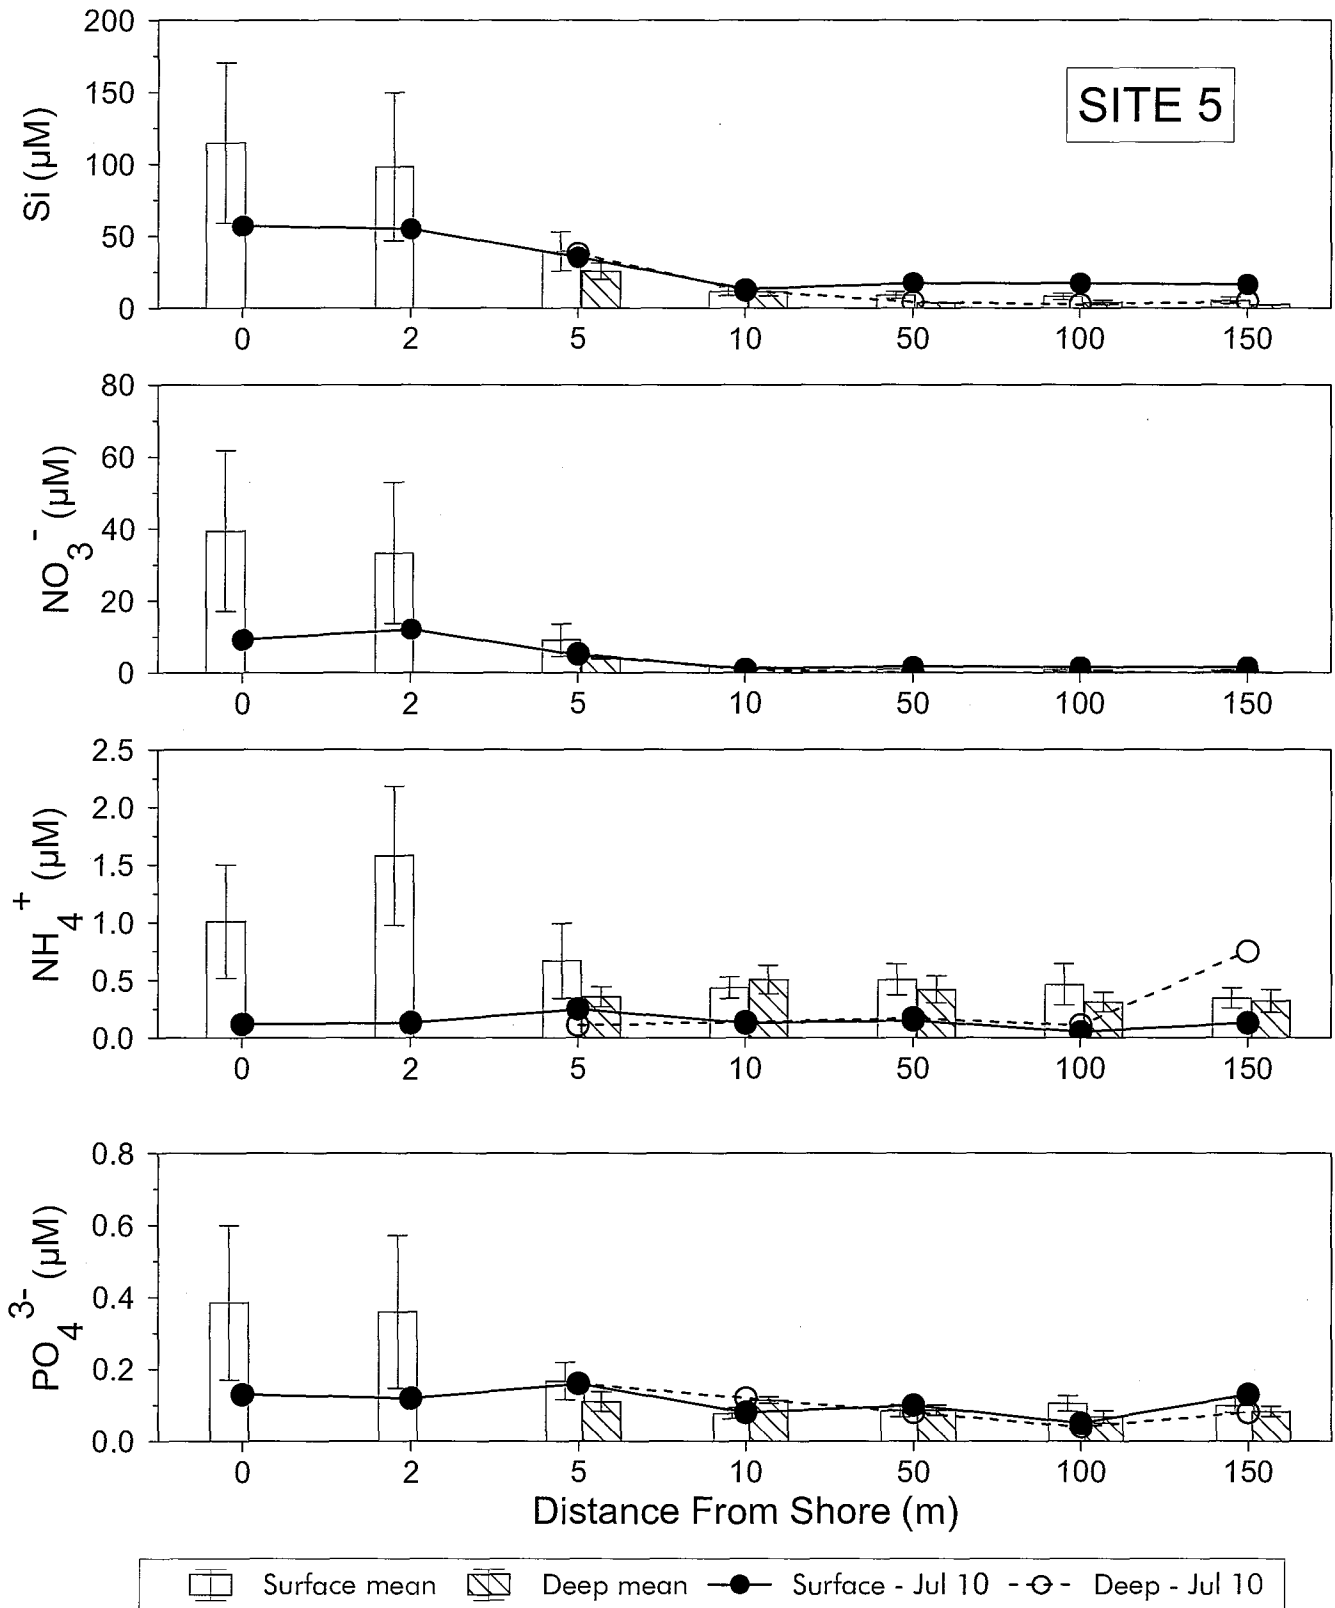 SITE 5
Si (µM)
200
150
100
50
0
0 2 5 10 50 100 150
NO3- (µM)
80
60
40
20
0
0 2 5 10 50 100 150
NH4+ (µM)
2.5
2.0
1.5
1.0
0.5
0.0
0 2 5 10 50 100 150
PO43- (µM)
0.8
0.6
0.4
0.2
0.0
0 2 5 10 50 100 150
Distance From Shore (m)
Surface mean Deep mean Surface - Jul 10 Deep - Jul 10